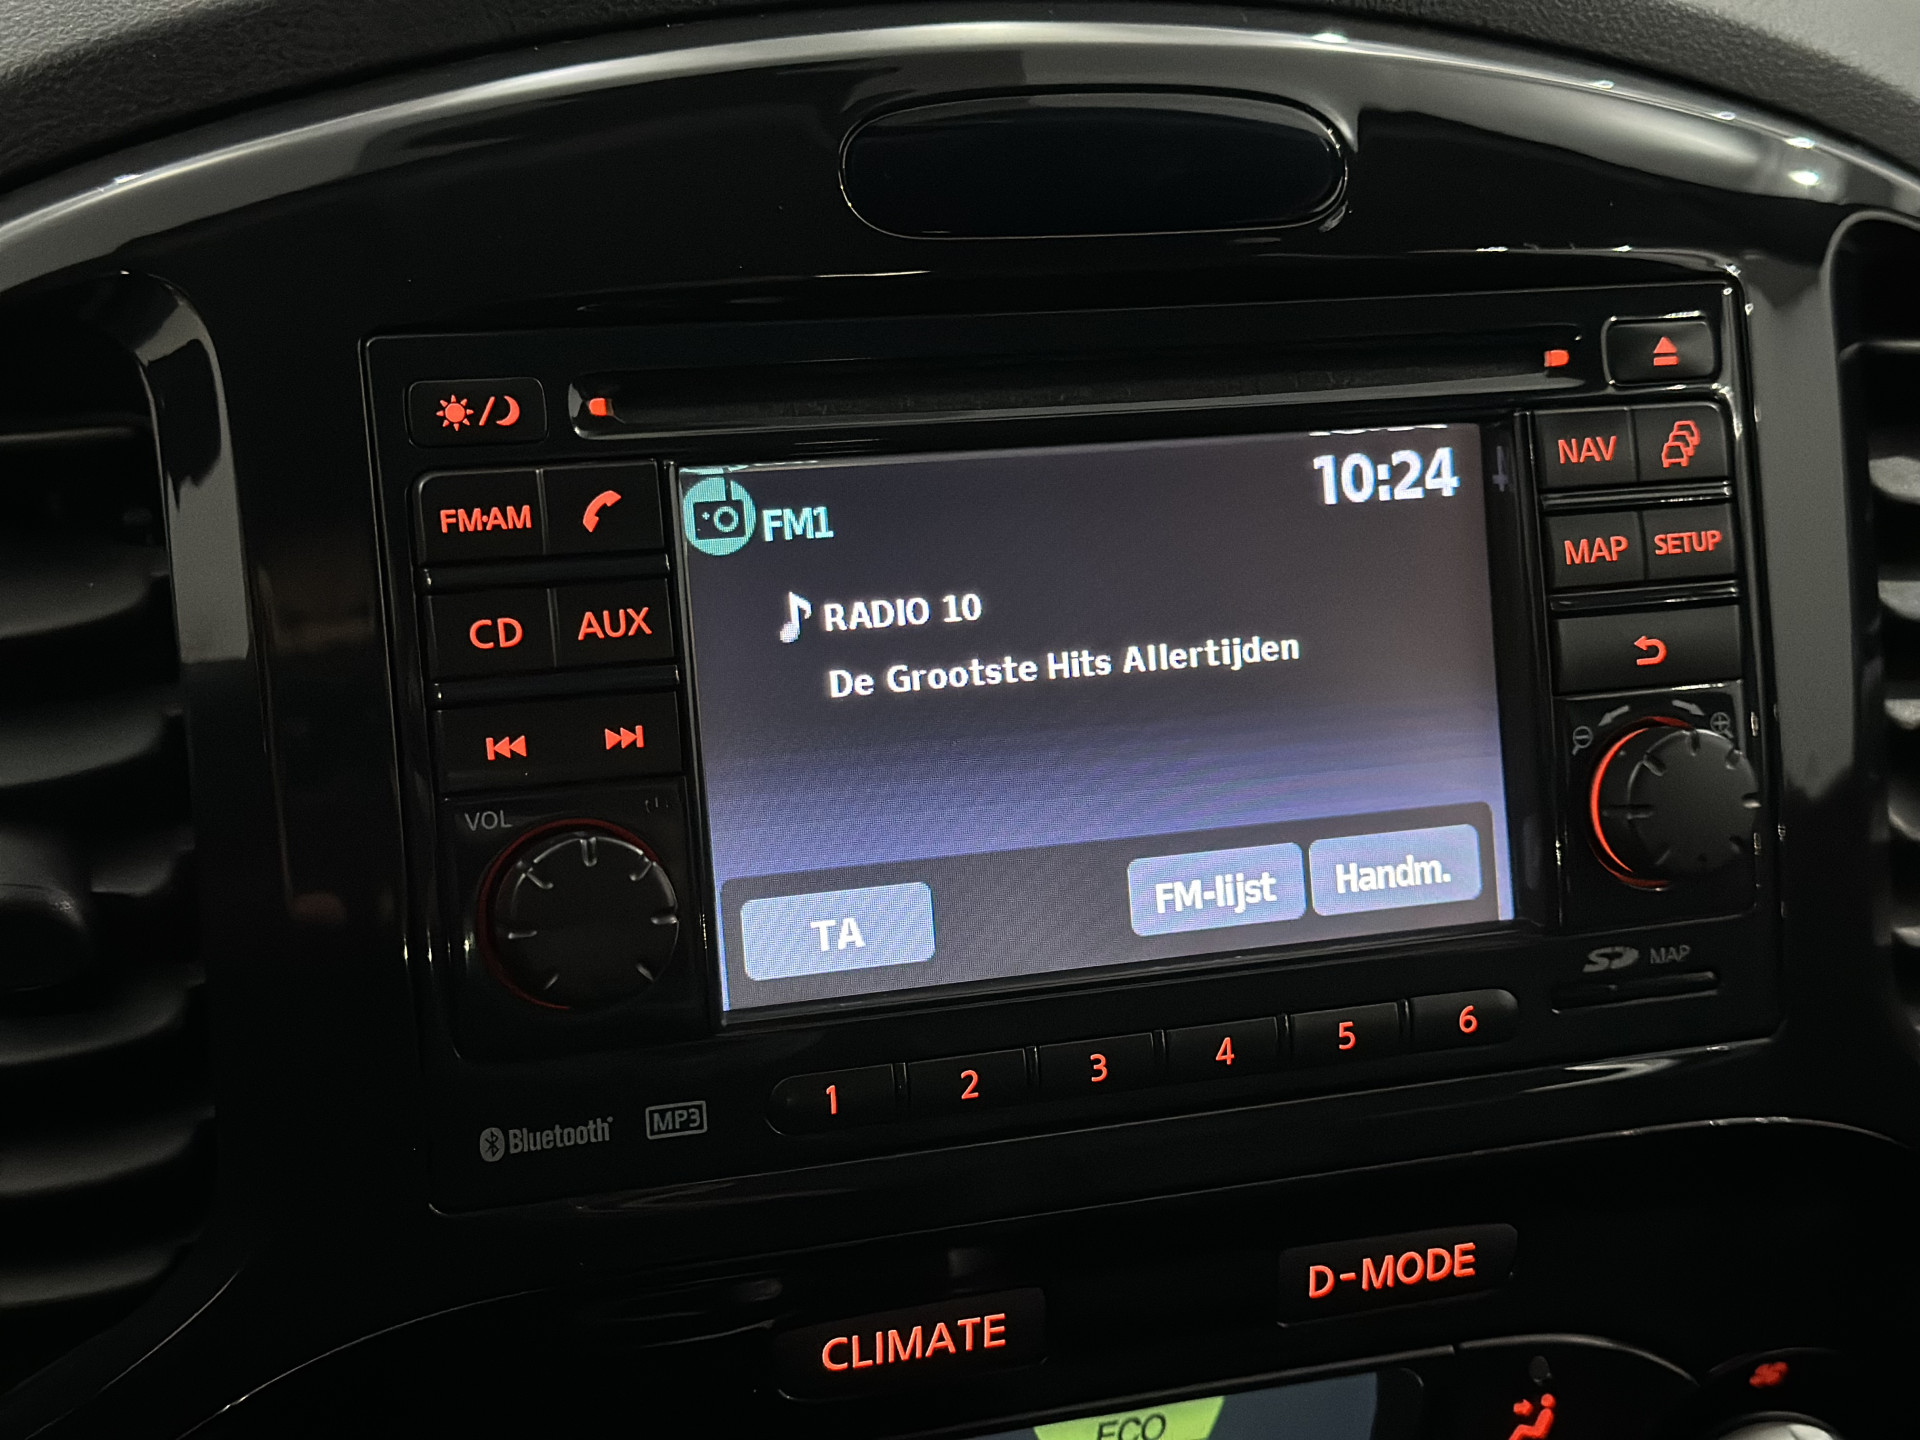 FM·AM
CD AUX
VOL
FM1
10:24
RADIO 10
De Grootste Hits Allertijden
TA
FM-lijst
Handm.
NAV
MAP SETUP
SD MAP
1 2 3 4 5 6
Bluetooth
MP3
CLIMATE
D-MODE
ECO